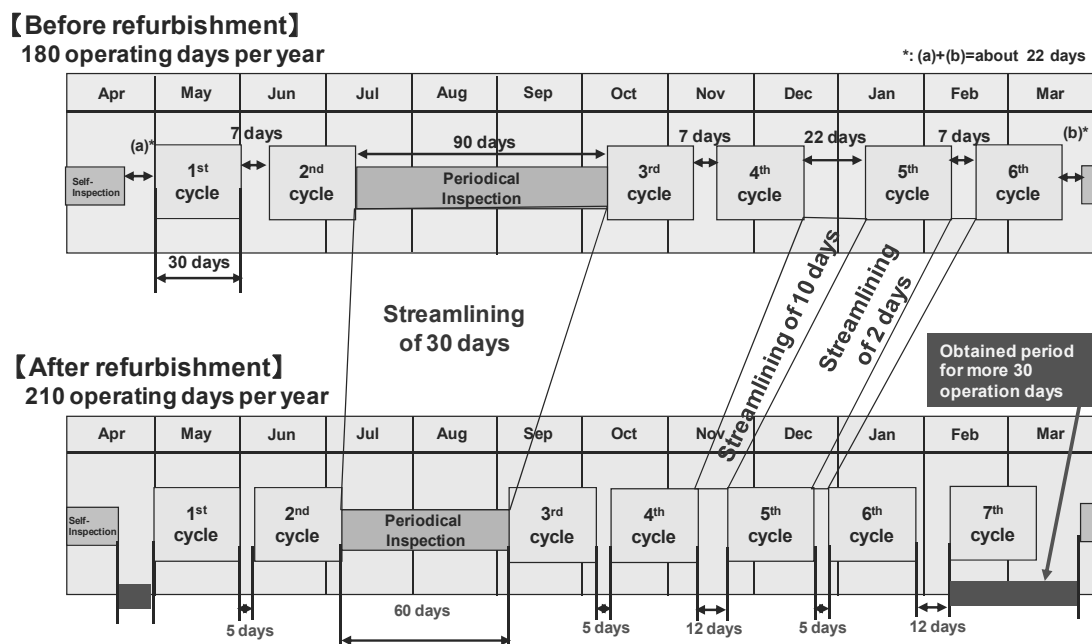 【Before refurbishment】
180 operating days per year
*: (a)+(b)=about 22 days
Apr May Jun Jul Aug Sep Oct Nov Dec Jan Feb Mar
(a)* 7 days 90 days 7 days 22 days 7 days (b)*
Self-
Inspection
1st
cycle
2nd
cycle
Periodical
Inspection
3rd
cycle
4th
cycle
5th
cycle
6th
cycle
30 days
Streamlining
of 30 days
Streamlining of 10 days
Streamlining
of 2 days
Obtained period
for more 30
operation days
【After refurbishment】
210 operating days per year
Apr May Jun Jul Aug Sep Oct Nov Dec Jan Feb Mar
Self-
Inspection
1st
cycle
2nd
cycle
Periodical
Inspection
3rd
cycle
4th
cycle
5th
cycle
6th
cycle
7th
cycle
5 days 60 days 5 days 12 days 5 days 12 days